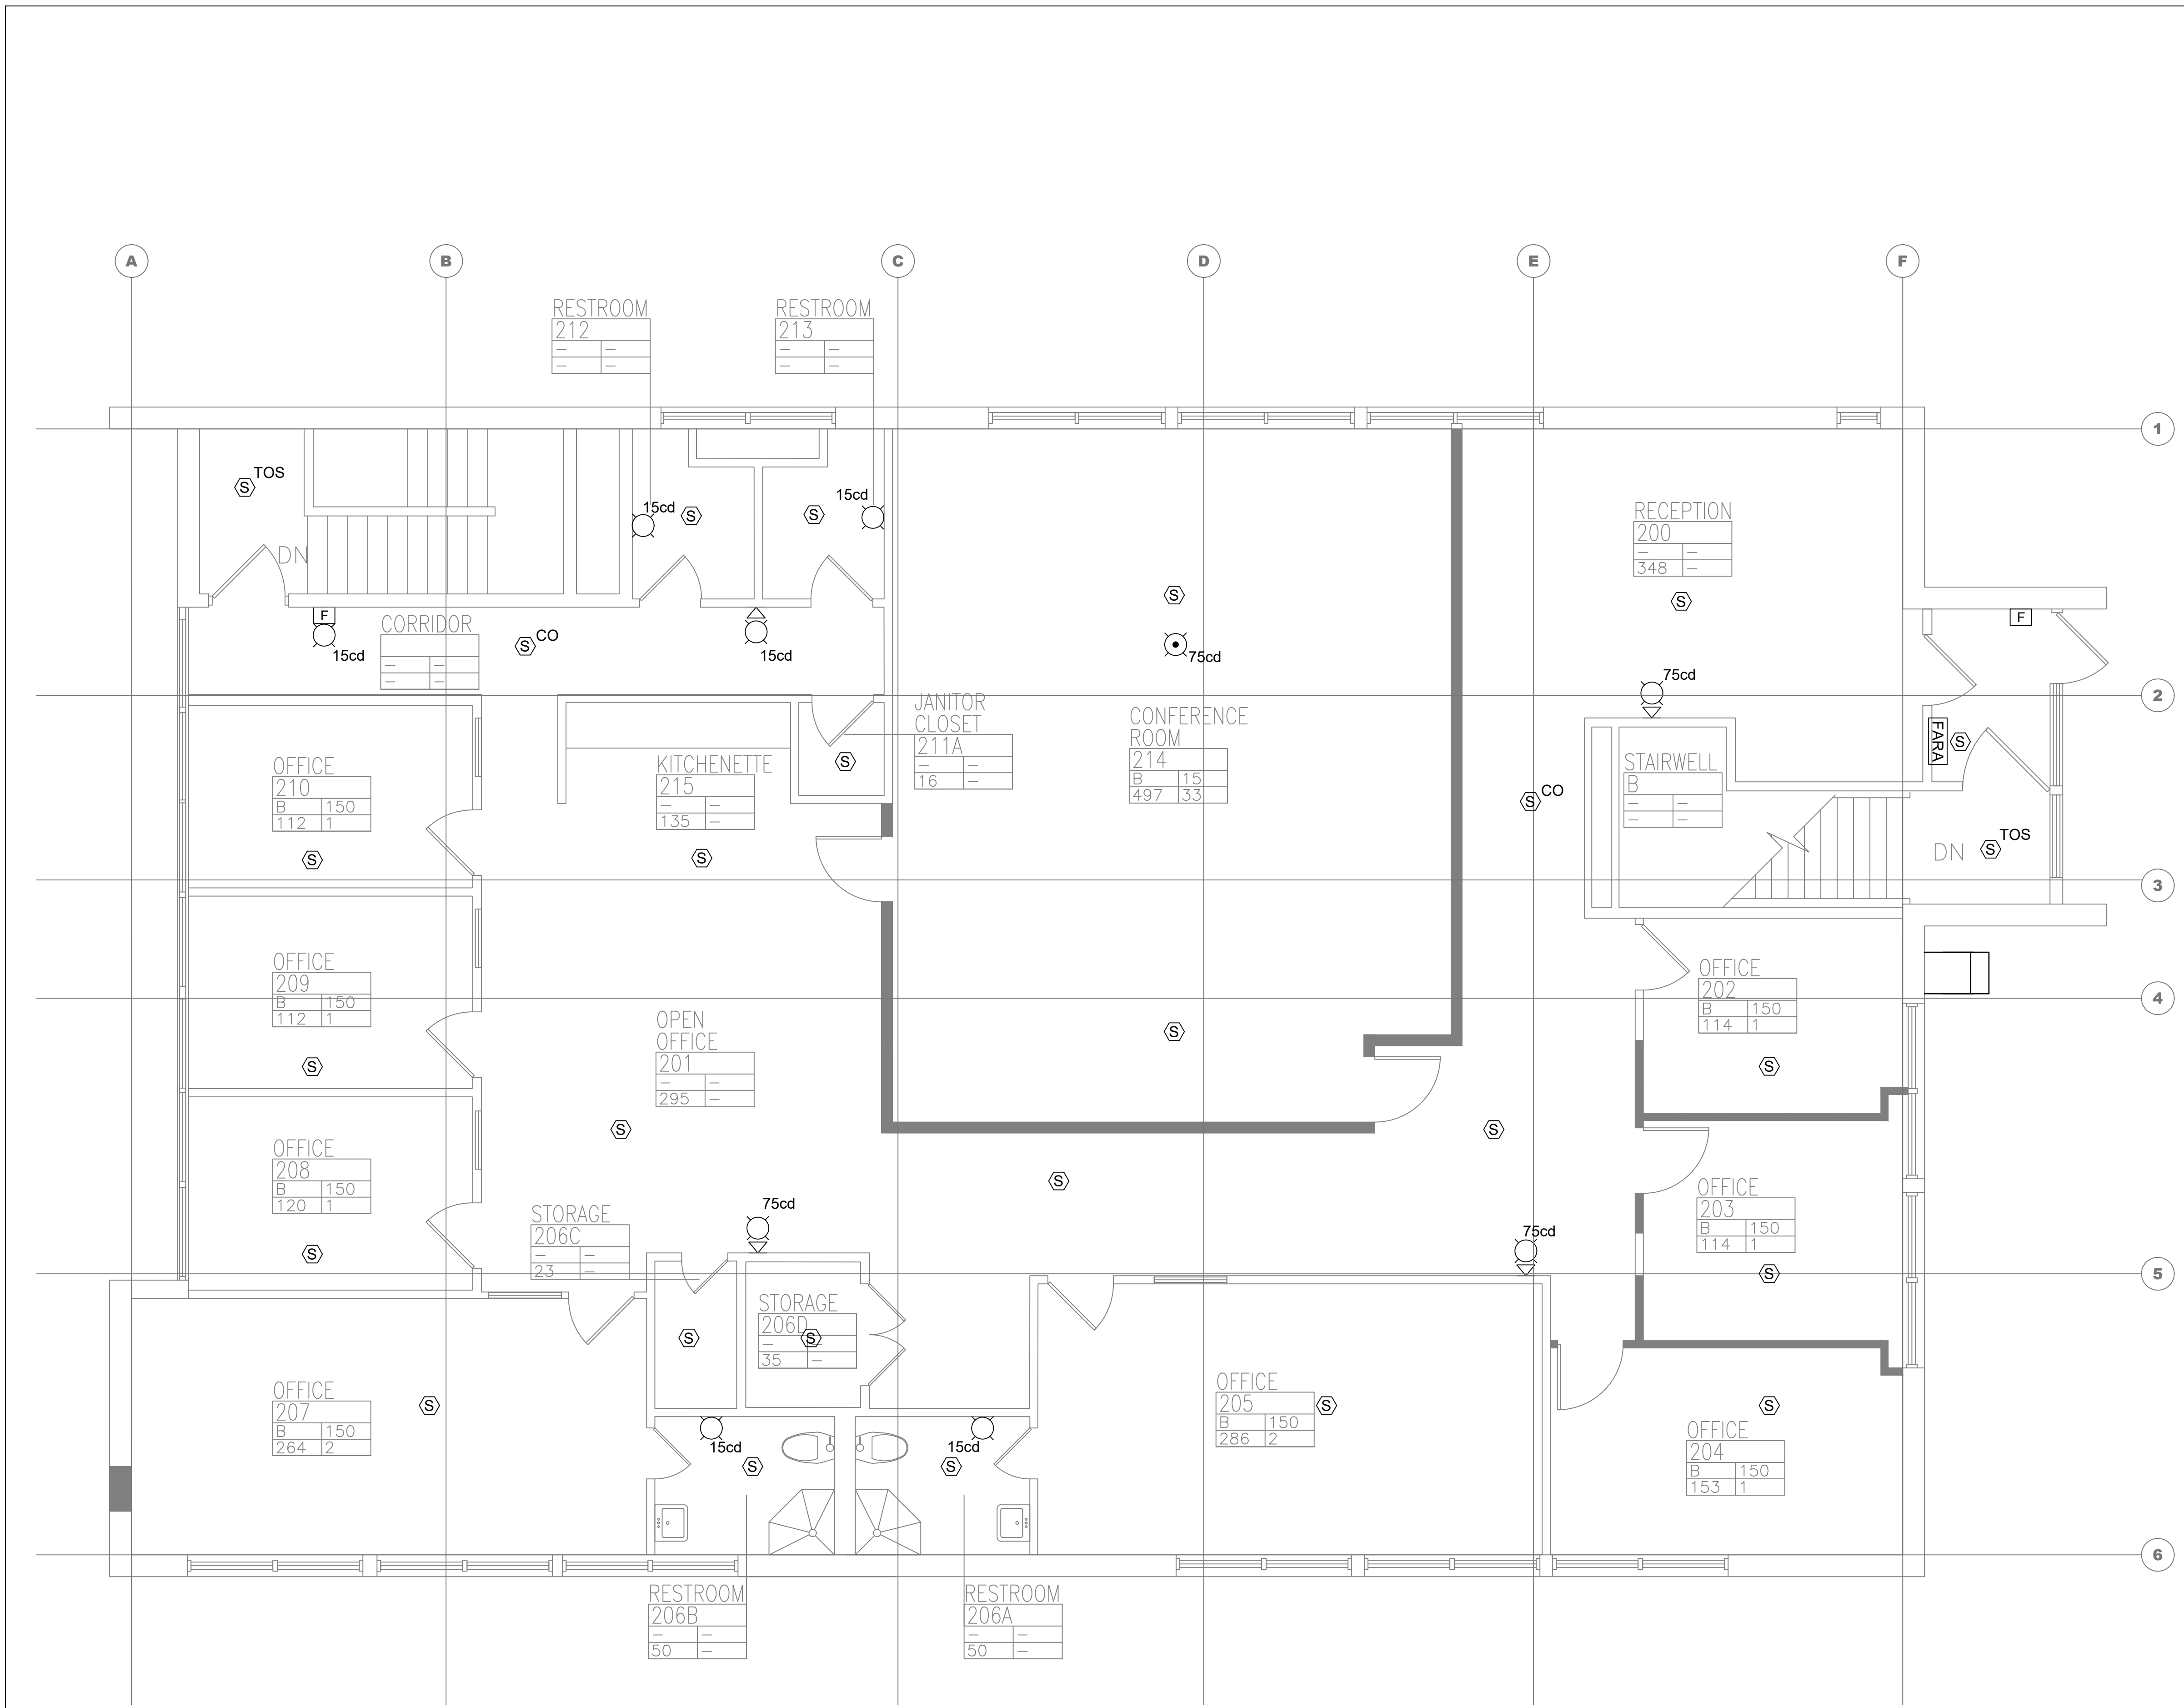 A B C D E F
RESTROOM
212
— —
— —
RESTROOM
213
— —
— —
1
TOS
S
15cd
S
S
15cd
DN
RECEPTION
200
— —
348 —
S
S
F
15cd
CORRIDOR
— —
— —
S CO
15cd
75cd
F
75cd
2
JANITOR
CLOSET
211A
— —
16 —
CONFERENCE
ROOM
214
B 15
497 33
FARA
S
OFFICE
210
B 150
112 1
S
KITCHENETTE
215
— —
135 —
S
S
STAIRWELL
B
— —
— —
S CO
TOS
S
DN
3
OFFICE
209
B 150
112 1
S
OFFICE
202
B 150
114 1
S
4
OPEN
OFFICE
201
— —
295 —
S
S
S
S
OFFICE
208
B 150
120 1
S
OFFICE
203
B 150
114 1
S
STORAGE
206C
— —
23 —
S
75cd
75cd
5
STORAGE
206D
— —
35 —
S
OFFICE
207
B 150
264 2
S
OFFICE
205
B 150
286 2
S
OFFICE
204
B 150
153 1
S
15cd
S
15cd
S
6
RESTROOM
206B
— —
50 —
RESTROOM
206A
— —
50 —